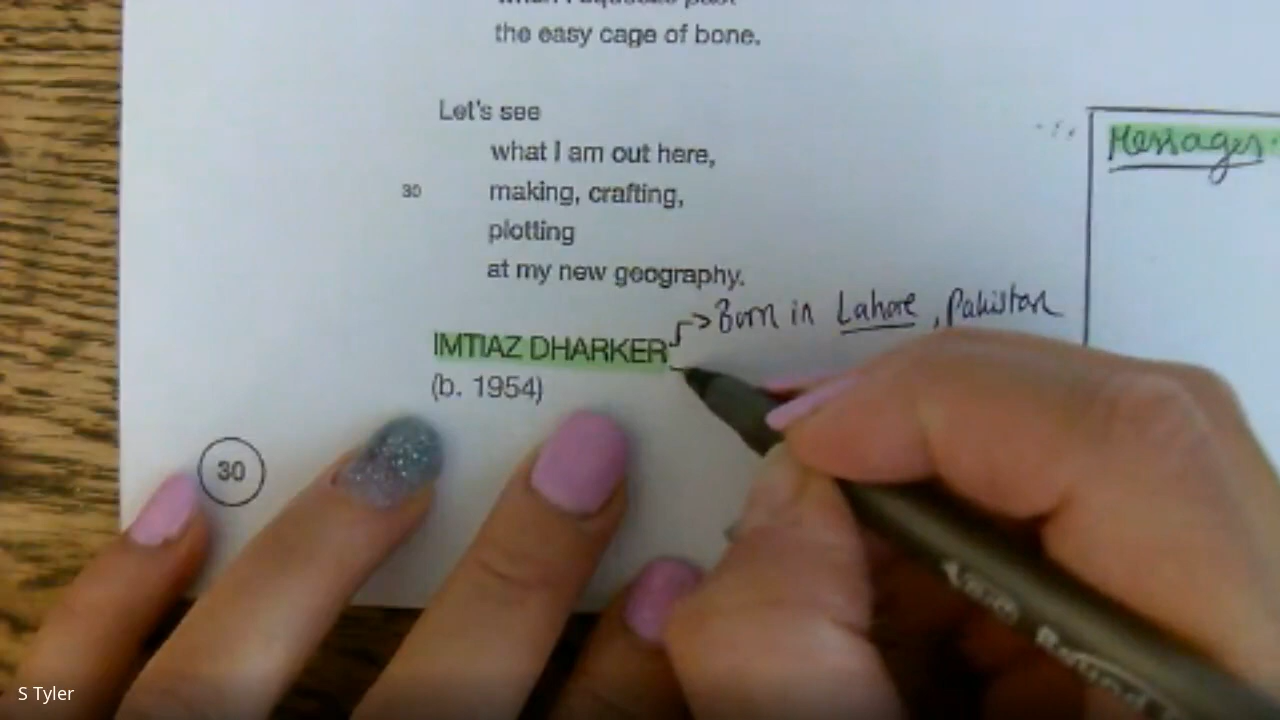 the easy cage of bone.
Let's see
what I am out here,
30 making, crafting,
plotting
at my new geography.
Born in Lahore, Pakistan
IMTIAZ DHARKER
(b. 1954)
30
Messages
S Tyler